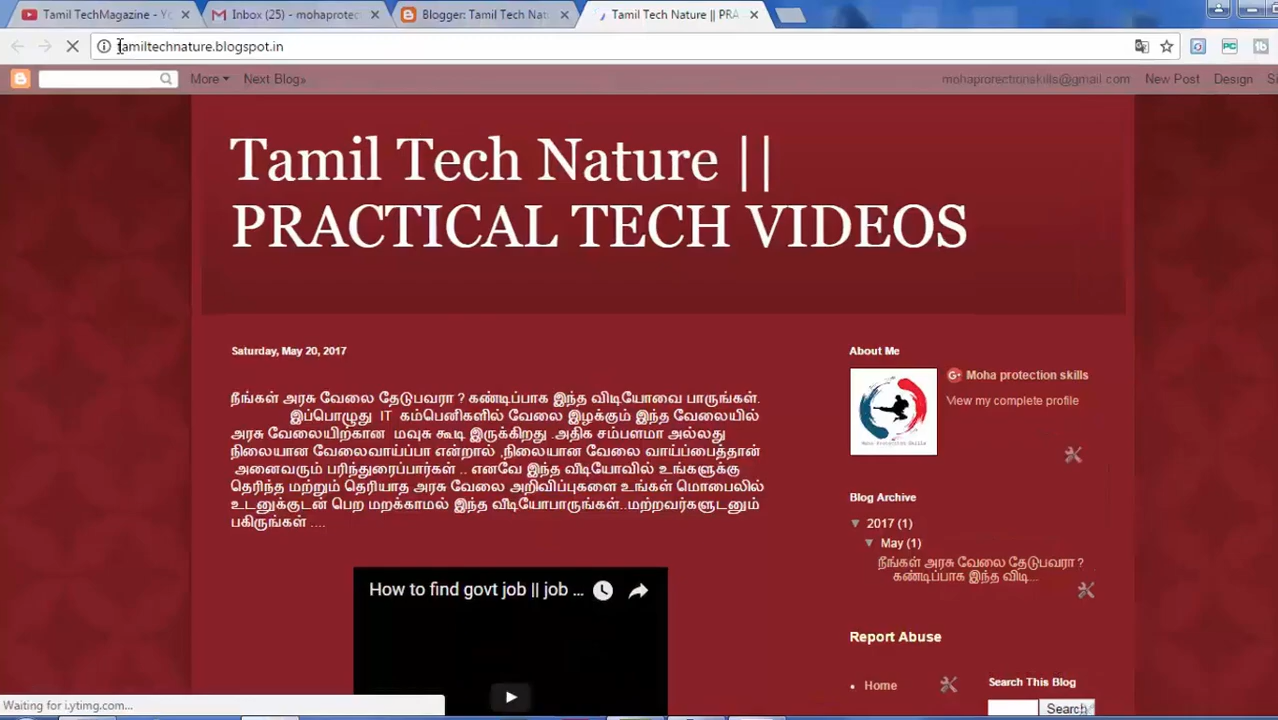 Tamil TechMagazine - Yo
Inbox (25) - mohaprotec
Blogger: Tamil Tech Nat
Tamil Tech Nature || PRA
tamiltechnature.blogspot.in
More
Next Blog»
mohaprorectionskills@gmail.com
New Post
Design
Tamil Tech Nature ||
PRACTICAL TECH VIDEOS
Saturday, May 20, 2017
நீங்கள் அரசு வேலை தேடுபவரா ? கண்டிப்பாக இந்த விடியோவை பாருங்கள்.
இப்பொழுது IT கம்பெனிகளில் வேலை இழக்கும் இந்த வேலையில்
அரசு வேலையிற்கான மவுசு கூடி இருக்கிறது .அதிக சம்பளமா அல்லது
நிலையான வேலைவாய்ப்பா என்றால் ,நிலையான வேலை வாய்ப்பைத்தான்
அனைவரும் பரிந்துரைப்பார்கள் .. எனவே இந்த வீடியோவில் உங்களுக்கு
தெரிந்த மற்றும் தெரியாத அரசு வேலை அறிவிப்புகளை உங்கள் மொபைலில்
உடனுக்குடன் பெற மறக்காமல் இந்த வீடியோபாருங்கள்..மற்றவர்களுடனும்
பகிருங்கள் ....
How to find govt job || job ...
About Me
Moha protection skills
View my complete profile
Blog Archive
2017 (1)
May (1)
நீங்கள் அரசு வேலை தேடுபவரா ?
கண்டிப்பாக இந்த விடி...
Report Abuse
Home
Search This Blog
Search
Waiting for i.ytimg.com...